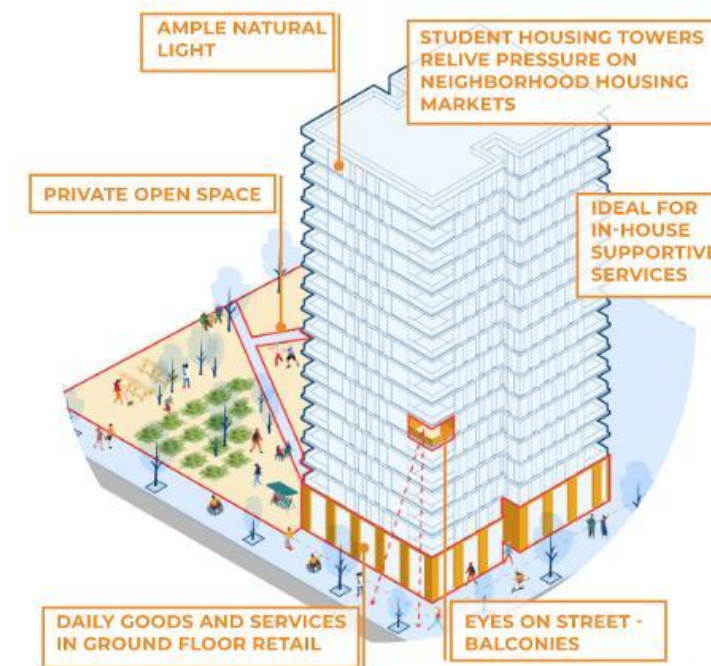 AMPLE NATURAL
LIGHT
STUDENT HOUSING TOWERS
RELIVE PRESSURE ON
NEIGHBORHOOD HOUSING
MARKETS
PRIVATE OPEN SPACE
IDEAL FOR
IN-HOUSE
SUPPORTIVE
SERVICES
DAILY GOODS AND SERVICES
IN GROUND FLOOR RETAIL
EYES ON STREET -
BALCONIES